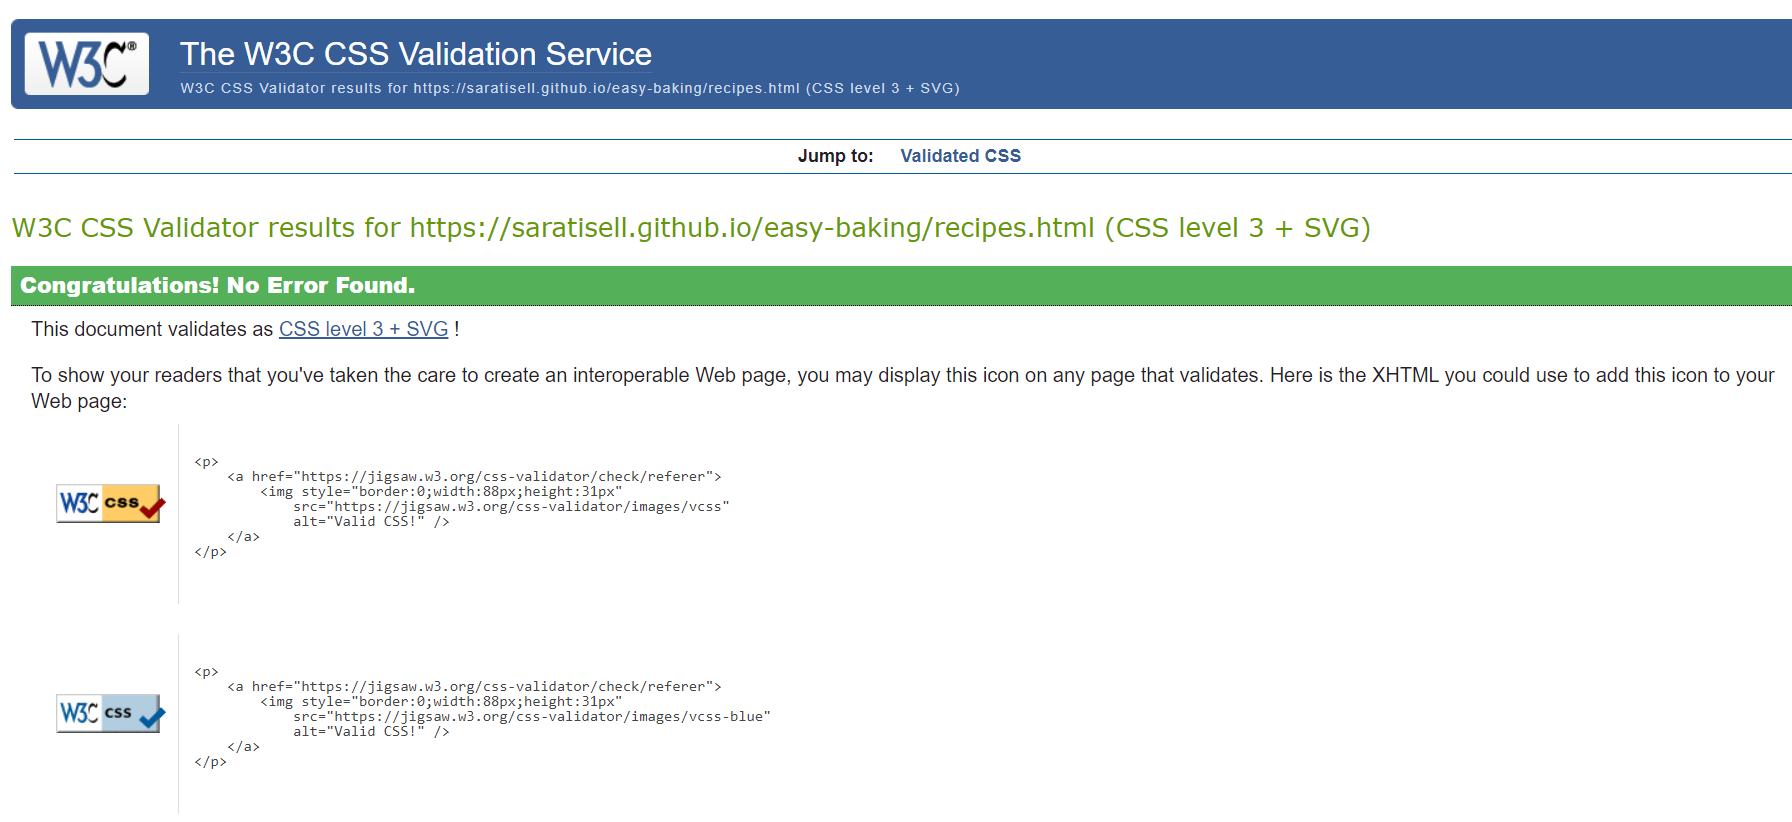 W3C®
The W3C CSS Validation Service
W3C CSS Validator results for https://saratisell.github.io/easy-baking/recipes.html (CSS level 3 + SVG)
Jump to: Validated CSS
W3C CSS Validator results for https://saratisell.github.io/easy-baking/recipes.html (CSS level 3 + SVG)
Congratulations! No Error Found.
This document validates as CSS level 3 + SVG !
To show your readers that you've taken the care to create an interoperable Web page, you may display this icon on any page that validates. Here is the XHTML you could use to add this icon to your
Web page:
W3C css
<p>
    <a href="https://jigsaw.w3.org/css-validator/check/referer">
        <img style="border:0;width:88px;height:31px"
            src="https://jigsaw.w3.org/css-validator/images/vcss"
            alt="Valid CSS!" />
    </a>
</p>
W3C css
<p>
    <a href="https://jigsaw.w3.org/css-validator/check/referer">
        <img style="border:0;width:88px;height:31px"
            src="https://jigsaw.w3.org/css-validator/images/vcss-blue"
            alt="Valid CSS!" />
    </a>
</p>